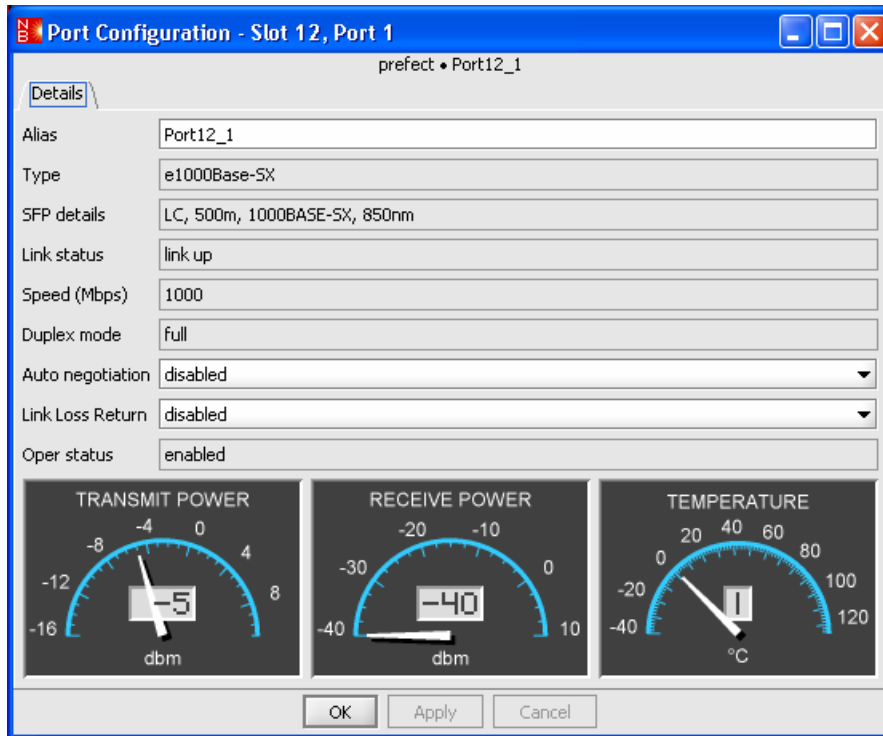 NB Port Configuration - Slot 12, Port 1
prefect • Port12_1
Details
Alias Port12_1
Type e1000Base-SX
SFP details LC, 500m, 1000BASE-SX, 850nm
Link status link up
Speed (Mbps) 1000
Duplex mode full
Auto negotiation disabled
Link Loss Return disabled
Oper status enabled
TRANSMIT POWER
-16 -12 -8 -4 0 4 8
-5
dbm
RECEIVE POWER
-40 -30 -20 -10 0 10
-40
dbm
TEMPERATURE
-40 -20 0 20 40 60 80 100 120
1
°C
OK Apply Cancel